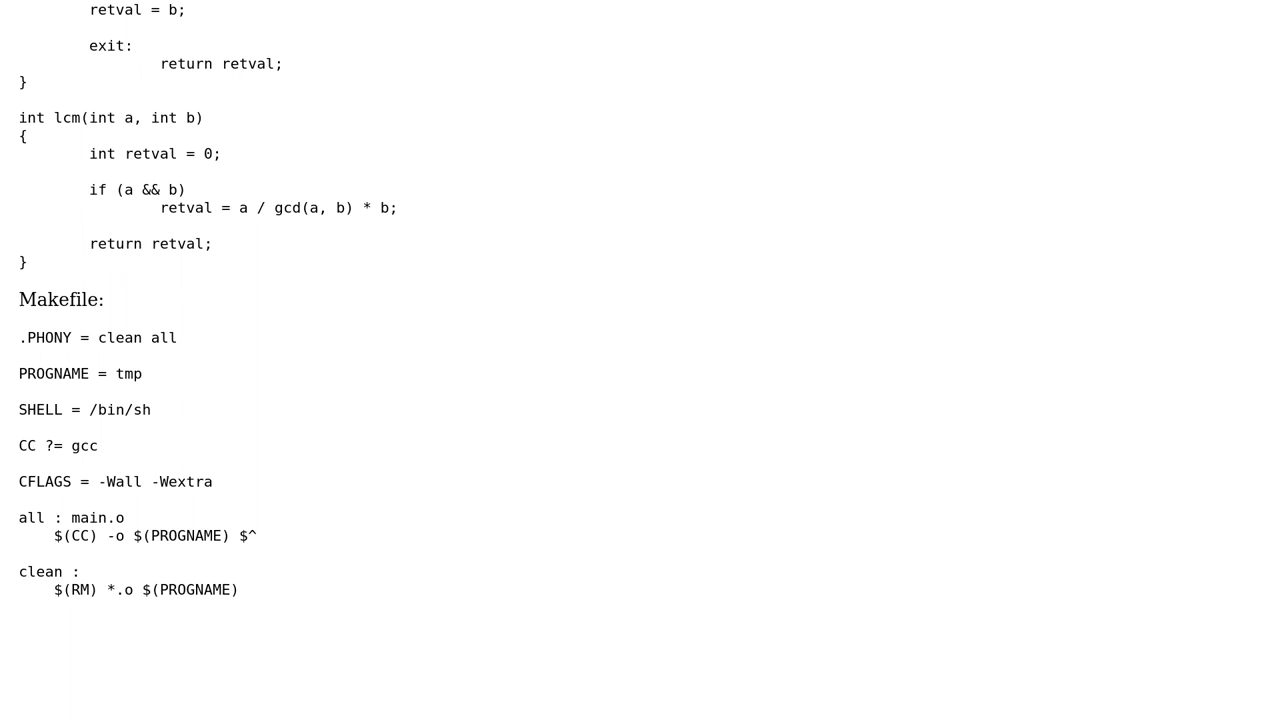 retval = b;
exit:
return retval;
}
int lcm(int a, int b)
{
int retval = 0;
if (a && b)
retval = a / gcd(a, b) * b;
return retval;
}
Makefile:
.PHONY = clean all
PROGNAME = tmp
SHELL = /bin/sh
CC ?= gcc
CFLAGS = -Wall -Wextra
all : main.o
$(CC) -o $(PROGNAME) $^
clean :
$(RM) *.o $(PROGNAME)